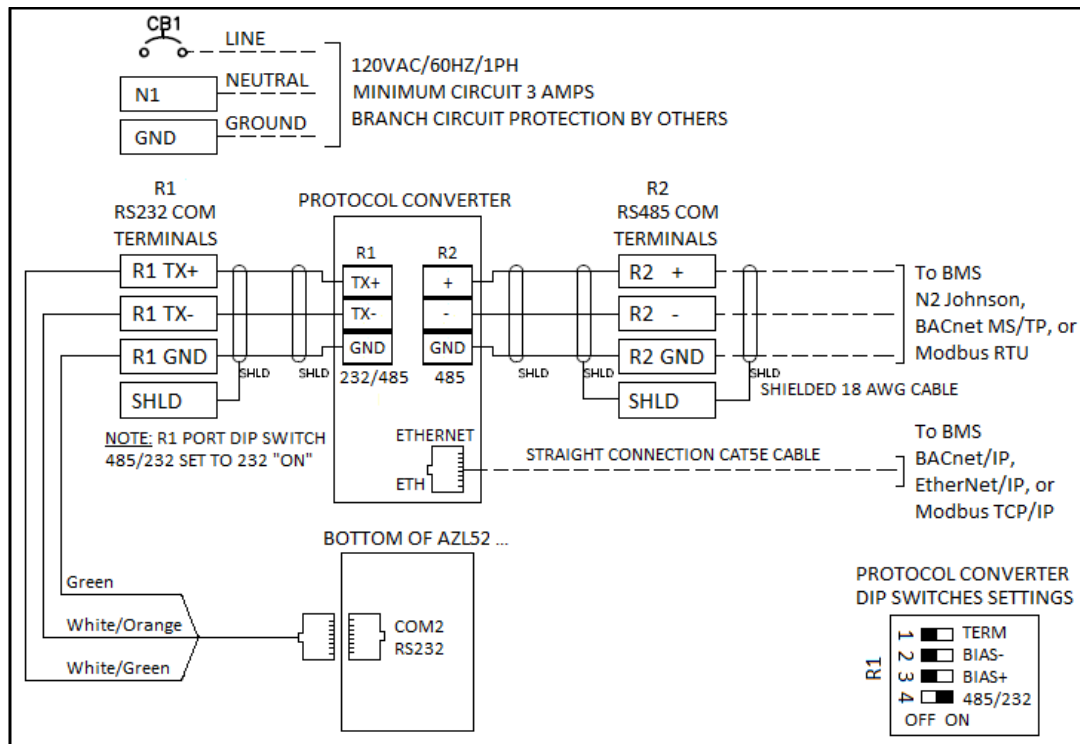 CB1
LINE
N1
NEUTRAL
GND
GROUND
120VAC/60HZ/1PH
MINIMUM CIRCUIT 3 AMPS
BRANCH CIRCUIT PROTECTION BY OTHERS
R1
RS232 COM
TERMINALS
R1 TX+
R1 TX-
R1 GND
SHLD
SHLD
SHLD
NOTE: R1 PORT DIP SWITCH
485/232 SET TO 232 "ON"
PROTOCOL CONVERTER
R1
R2
TX+
+
TX-
-
GND
GND
232/485
485
ETHERNET
ETH
R2
RS485 COM
TERMINALS
R2 +
R2 -
R2 GND
SHLD
SHLD
SHLD
SHLD
SHIELDED 18 AWG CABLE
To BMS
N2 Johnson,
BACnet MS/TP, or
Modbus RTU
STRAIGHT CONNECTION CAT5E CABLE
To BMS
BACnet/IP,
EtherNet/IP, or
Modbus TCP/IP
BOTTOM OF AZL52 ...
Green
White/Orange
White/Green
COM2
RS232
PROTOCOL CONVERTER
DIP SWITCHES SETTINGS
R1
1 TERM
2 BIAS-
3 BIAS+
4 485/232
OFF ON